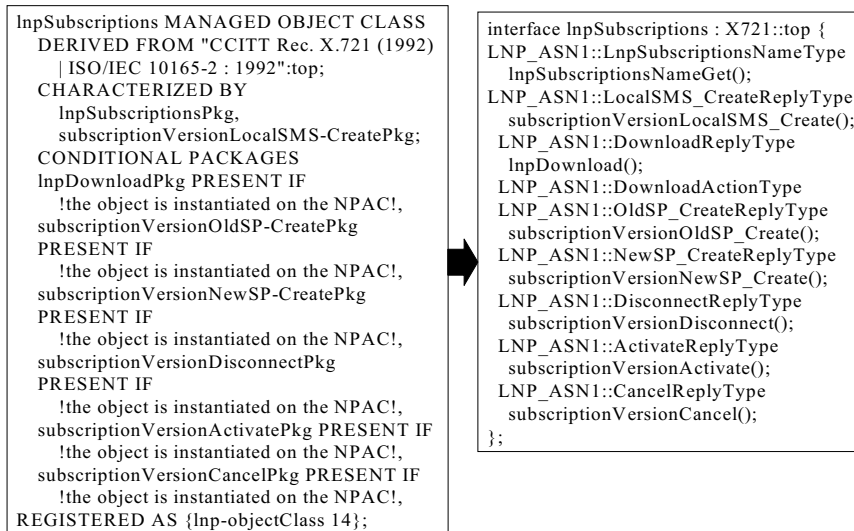 lnpSubscriptions MANAGED OBJECT CLASS
DERIVED FROM "CCITT Rec. X.721 (1992)
| ISO/IEC 10165-2 : 1992":top;
CHARACTERIZED BY
lnpSubscriptionsPkg,
subscriptionVersionLocalSMS-CreatePkg;
CONDITIONAL PACKAGES
lnpDownloadPkg PRESENT IF
!the object is instantiated on the NPAC!,
subscriptionVersionOldSP-CreatePkg
PRESENT IF
!the object is instantiated on the NPAC!,
subscriptionVersionNewSP-CreatePkg
PRESENT IF
!the object is instantiated on the NPAC!,
subscriptionVersionDisconnectPkg
PRESENT IF
!the object is instantiated on the NPAC!,
subscriptionVersionActivatePkg PRESENT IF
!the object is instantiated on the NPAC!,
subscriptionVersionCancelPkg PRESENT IF
!the object is instantiated on the NPAC!,
REGISTERED AS {lnp-objectClass 14};
interface lnpSubscriptions : X721::top {
LNP_ASN1::LnpSubscriptionsNameType
lnpSubscriptionsNameGet();
LNP_ASN1::LocalSMS_CreateReplyType
subscriptionVersionLocalSMS_Create();
LNP_ASN1::DownloadReplyType
lnpDownload();
LNP_ASN1::DownloadActionType
LNP_ASN1::OldSP_CreateReplyType
subscriptionVersionOldSP_Create();
LNP_ASN1::NewSP_CreateReplyType
subscriptionVersionNewSP_Create();
LNP_ASN1::DisconnectReplyType
subscriptionVersionDisconnect();
LNP_ASN1::ActivateReplyType
subscriptionVersionActivate();
LNP_ASN1::CancelReplyType
subscriptionVersionCancel();
};